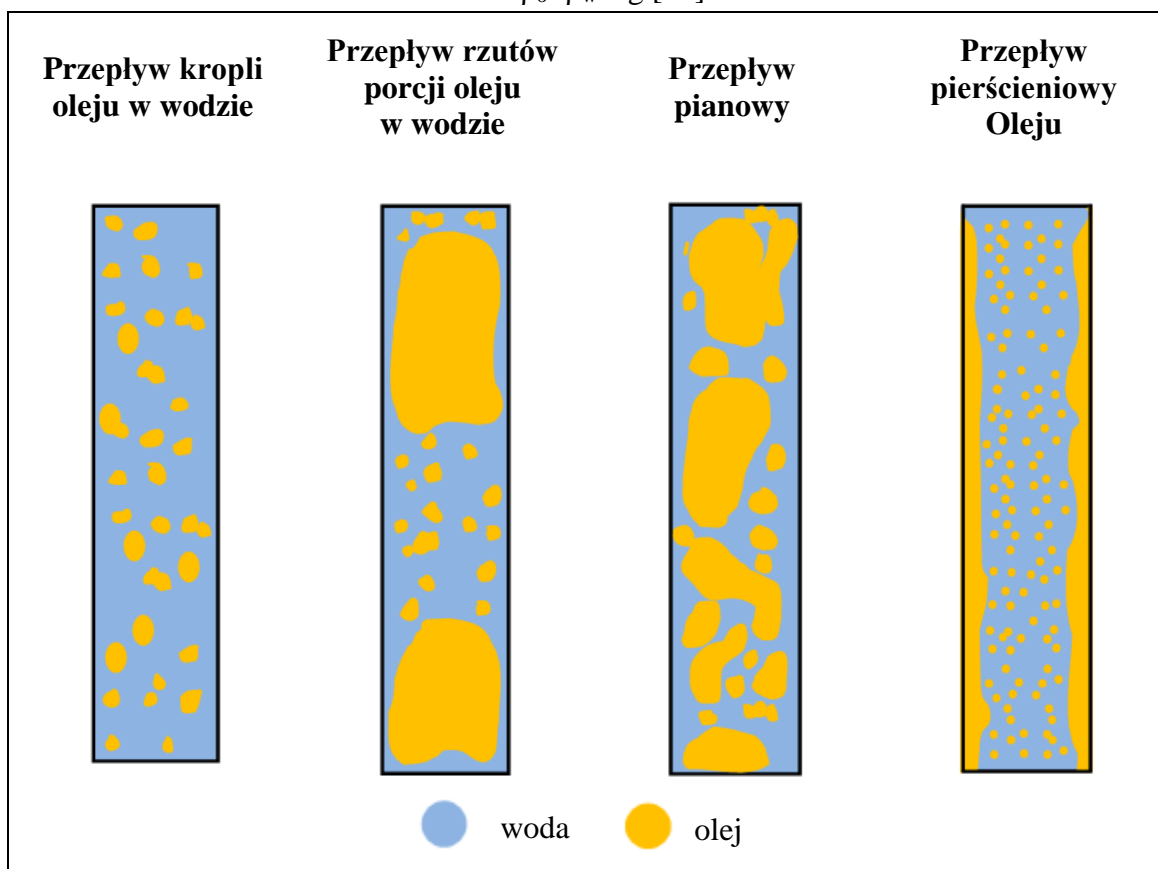 Przepływ kropli
oleju w wodzie
Przepływ rzutów
porcji oleju
w wodzie
Przepływ
pianowy
Przepływ
pierścieniowy
Oleju
woda
olej